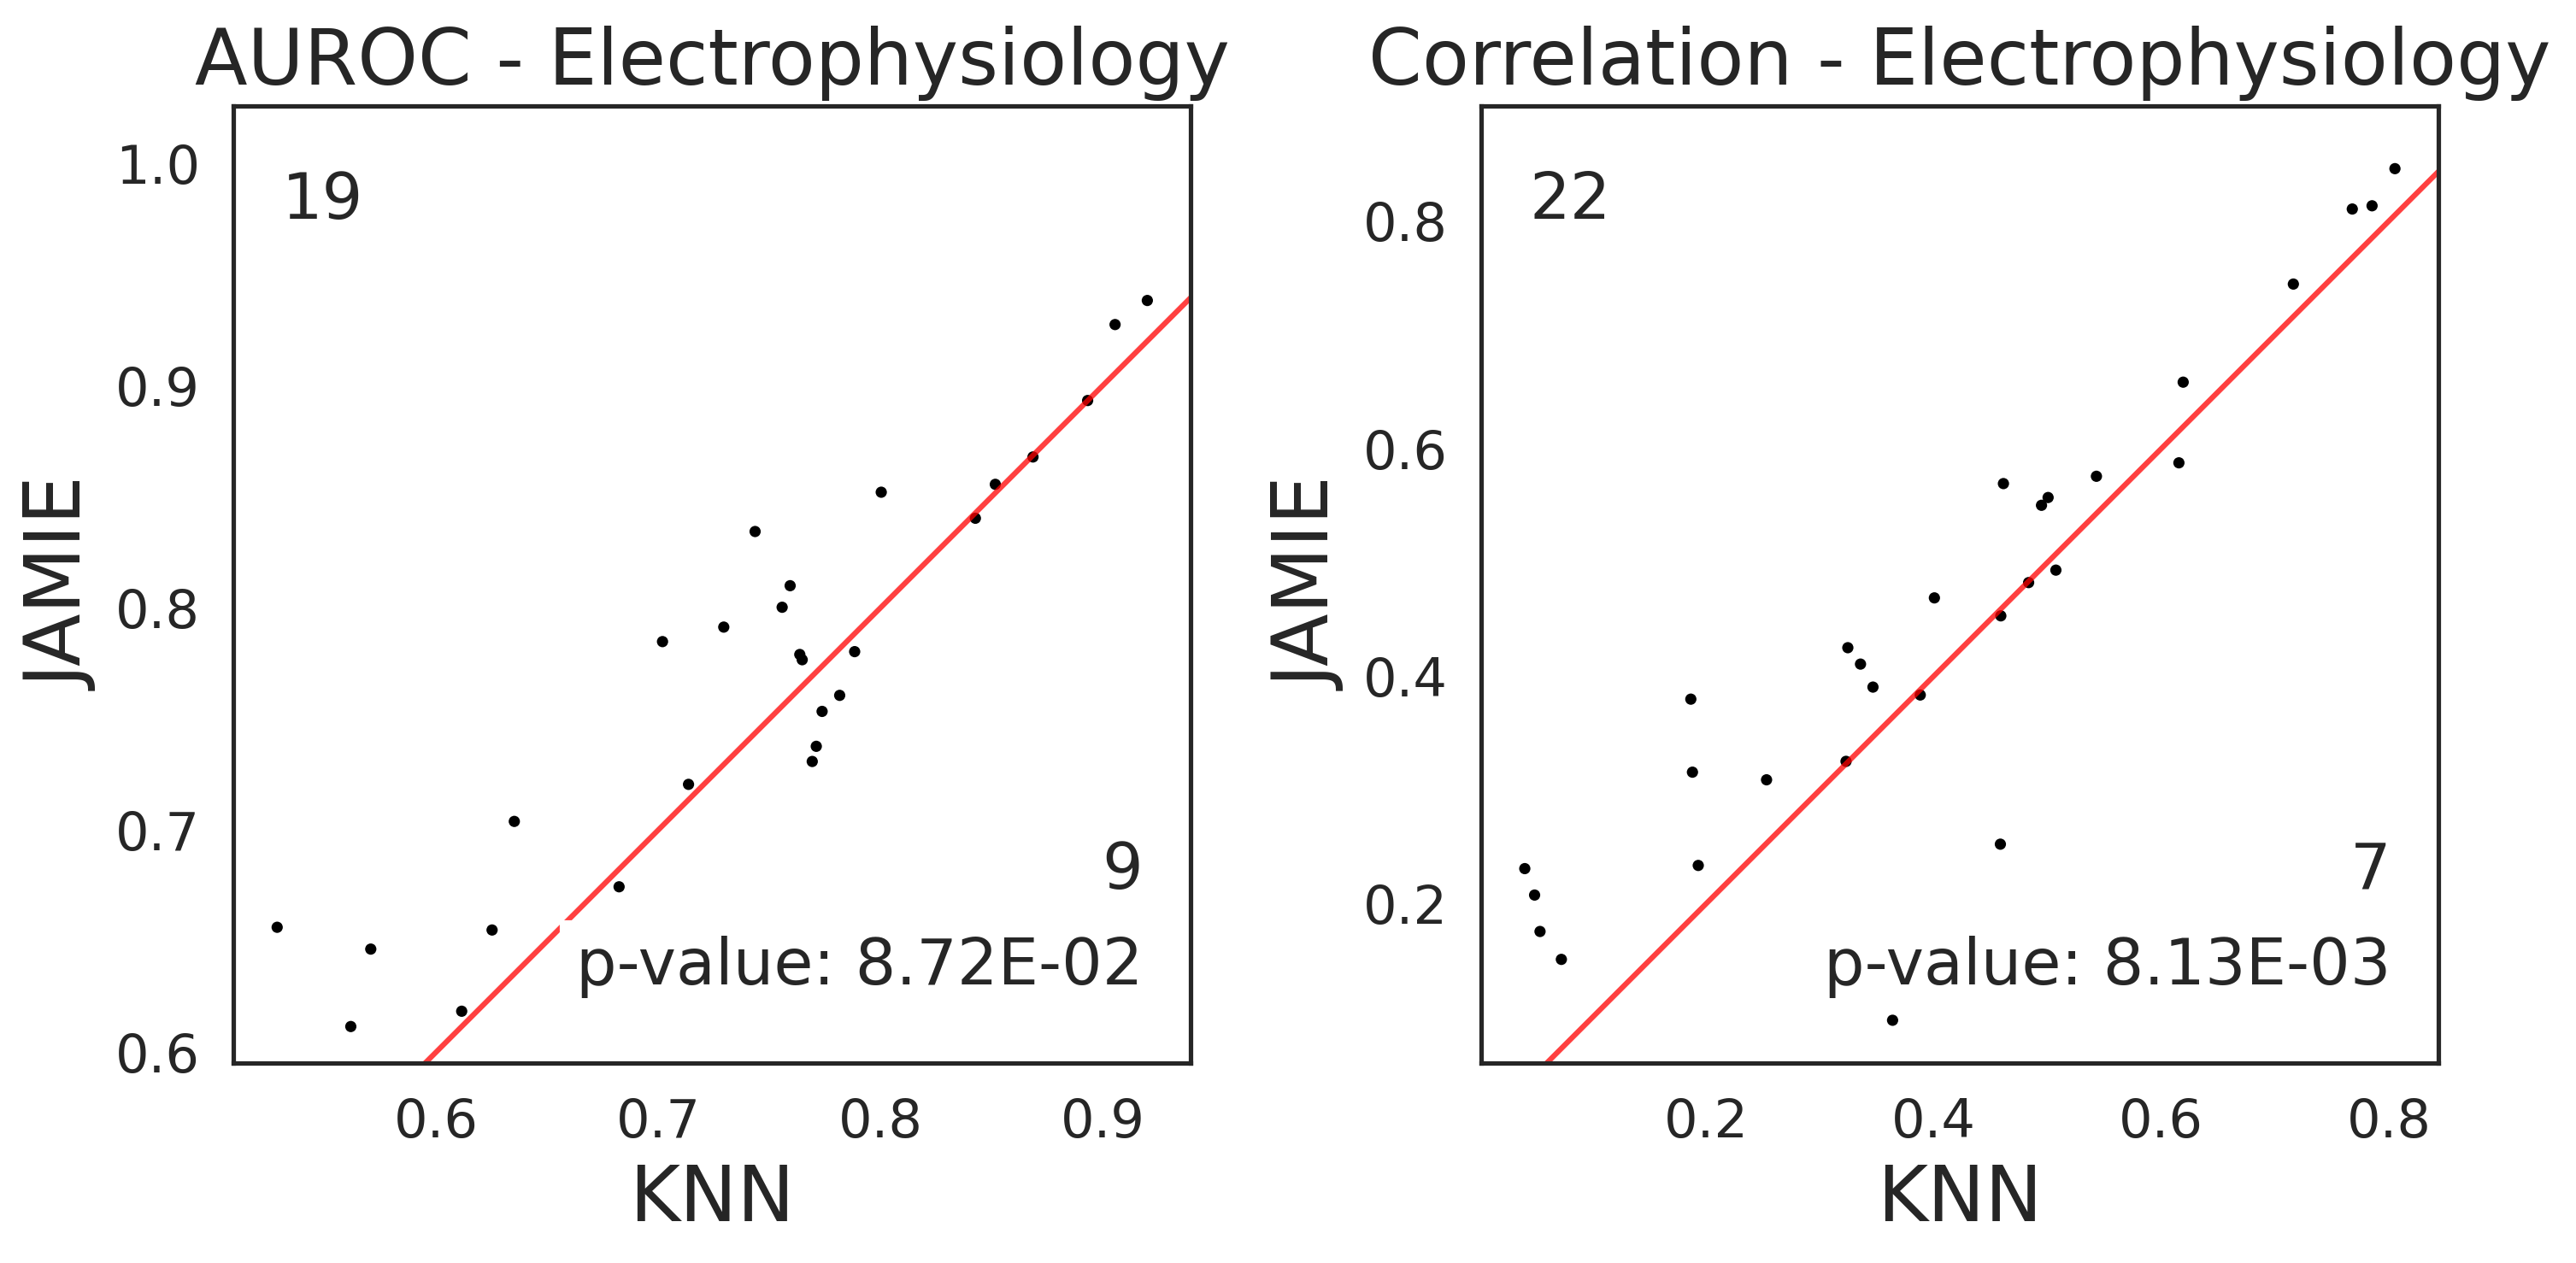 AUROC - Electrophysiology
1.0
0.9
0.8
0.7
0.6
JAMIE
19
9
p-value: 8.72E-02
0.6 0.7 0.8 0.9
KNN
Correlation - Electrophysiology
0.8
0.6
0.4
0.2
JAMIE
22
7
p-value: 8.13E-03
0.2 0.4 0.6 0.8
KNN